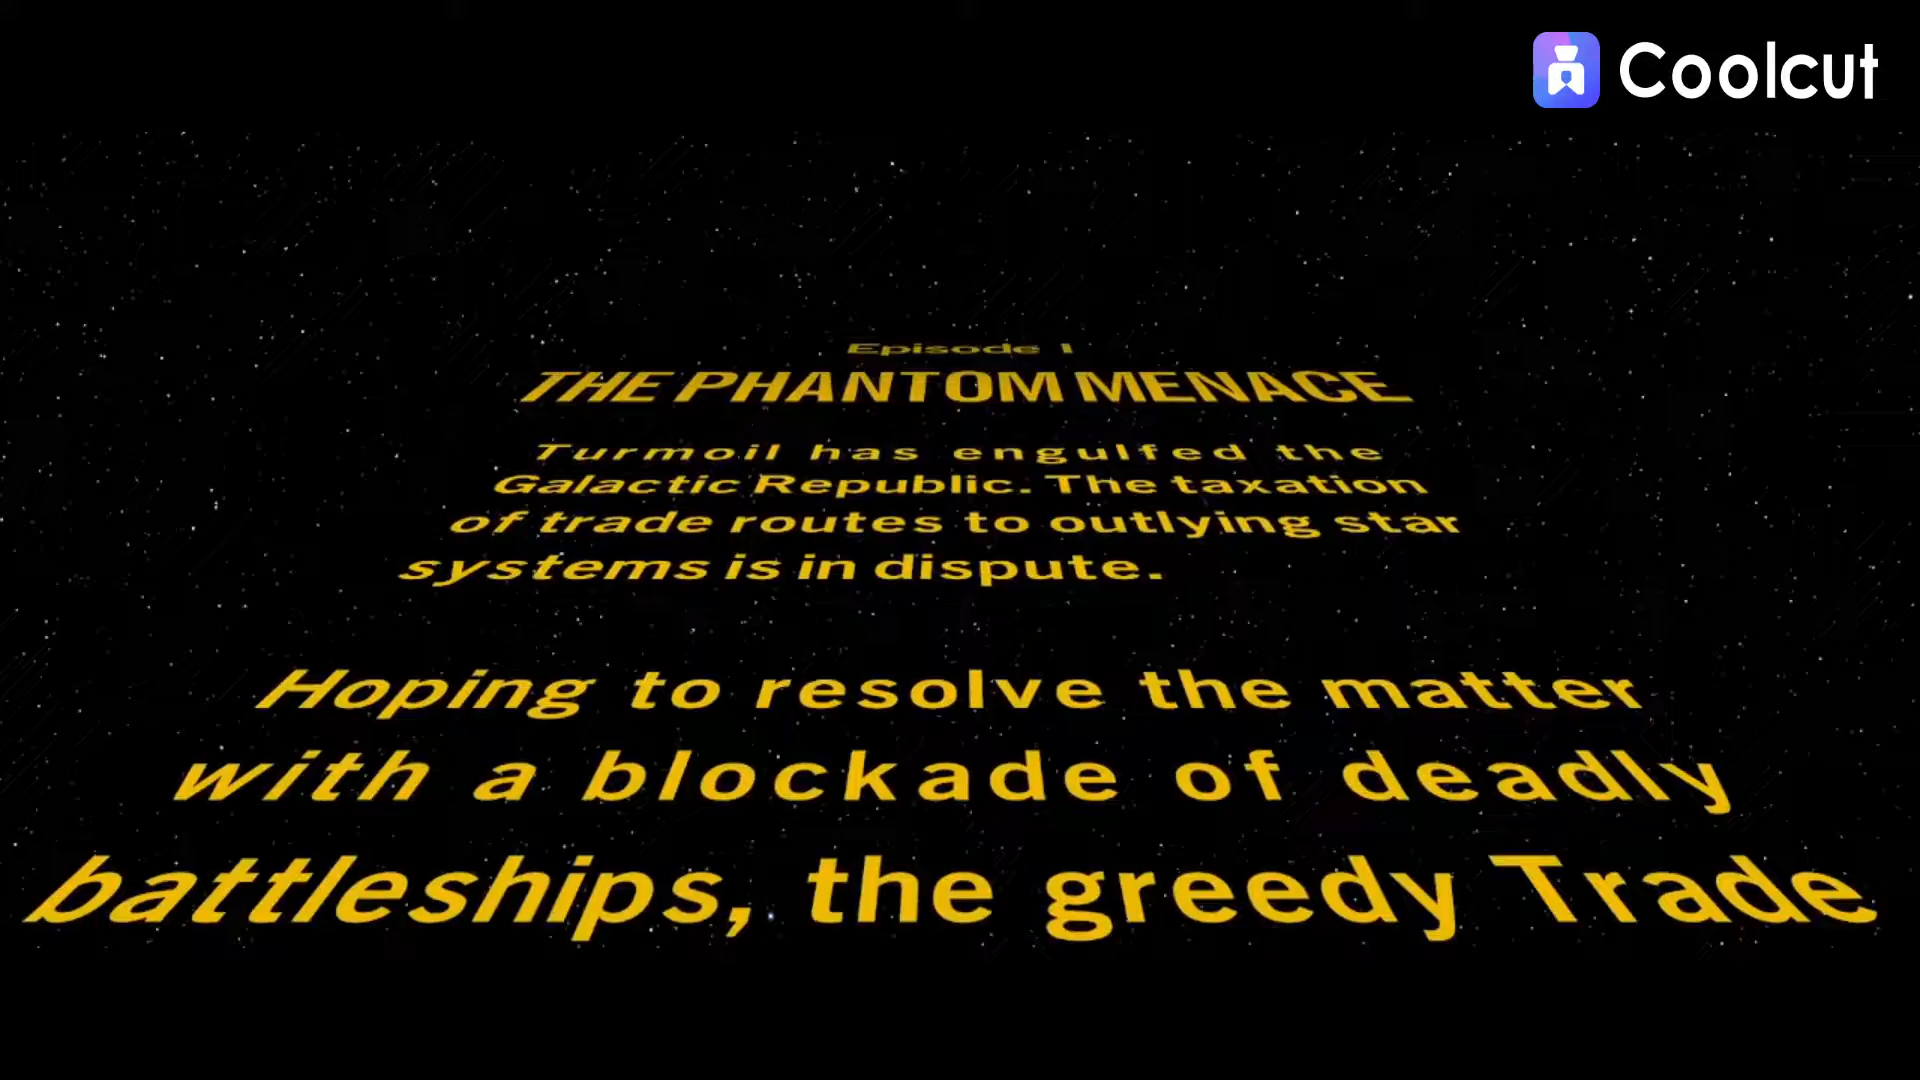 Coolcut
Episode I
THE PHANTOM MENACE
Turmoil has engulfed the
Galactic Republic. The taxation
of trade routes to outlying star
systems is in dispute.
Hoping to resolve the matter
with a blockade of deadly
battleships, the greedy Trade